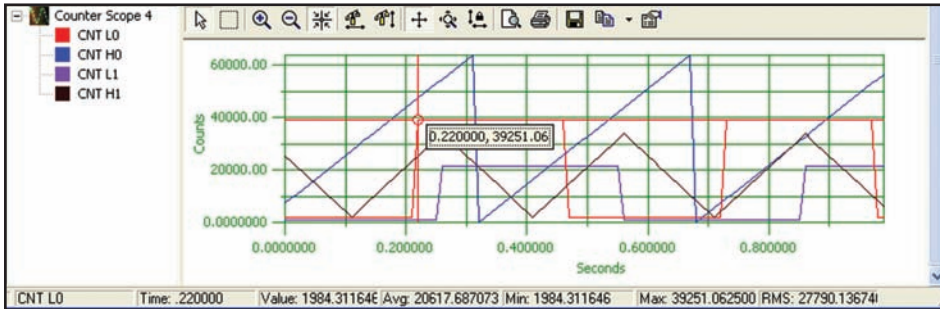 Counter Scope 4
CNT L0
CNT H0
CNT L1
CNT H1
60000.00
40000.00
20000.00
0.0000000
Counts
0.220000, 39251.06
0.0000000 0.200000 0.400000 0.600000 0.800000
Seconds
CNT L0 Time: .220000 Value: 1984.311646 Avg: 20617.687073 Min: 1984.311646 Max: 39251.062500 RMS: 27790.13674